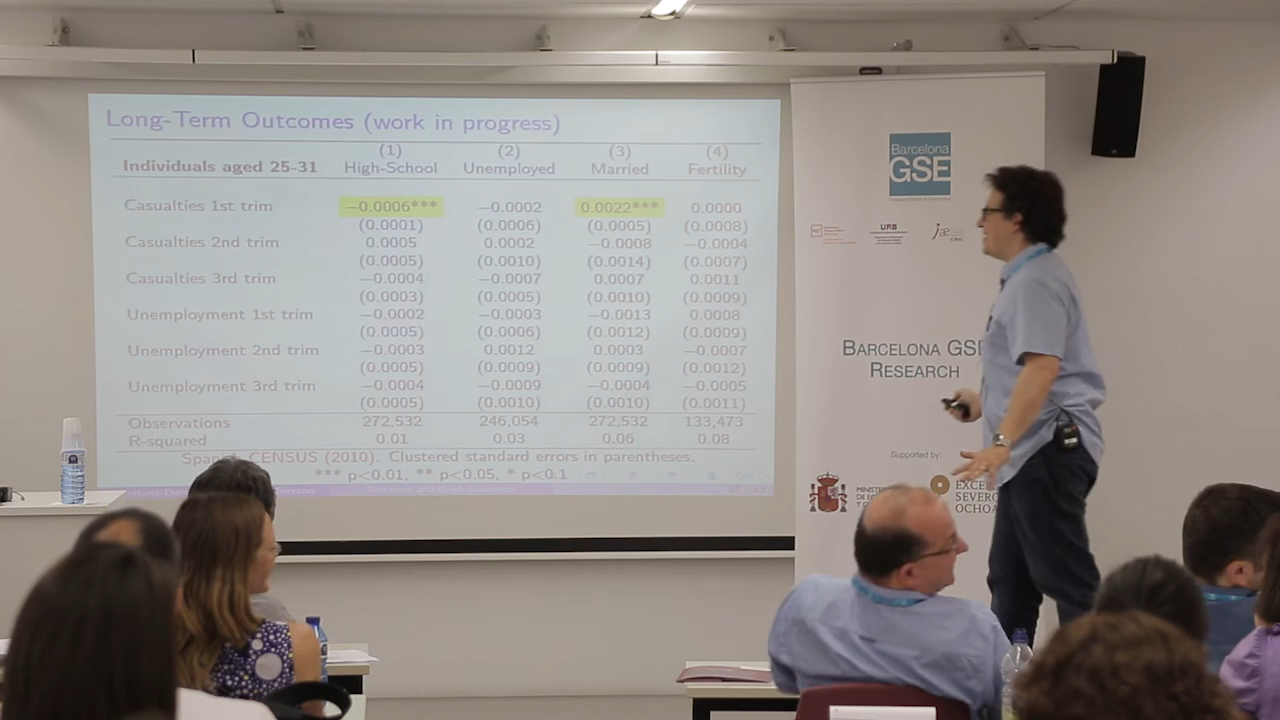 Long-Term Outcomes (work in progress)
(1) (2) (3) (4)
Individuals aged 25-31 High-School Unemployed Married Fertility
Casualties 1st trim −0.0006*** −0.0002 0.0022*** 0.0000
(0.0001) (0.0006) (0.0005) (0.0008)
Casualties 2nd trim 0.0005 0.0002 −0.0008 −0.0004
(0.0005) (0.0010) (0.0014) (0.0007)
Casualties 3rd trim −0.0004 −0.0007 0.0007 0.0011
(0.0003) (0.0005) (0.0010) (0.0009)
Unemployment 1st trim −0.0002 −0.0003 −0.0013 0.0008
(0.0005) (0.0006) (0.0012) (0.0009)
Unemployment 2nd trim −0.0003 0.0012 0.0003 −0.0007
(0.0005) (0.0009) (0.0009) (0.0012)
Unemployment 3rd trim −0.0004 −0.0009 −0.0004 −0.0005
(0.0005) (0.0010) (0.0010) (0.0011)
Observations 272,532 246,054 272,532 133,473
R-squared 0.01 0.03 0.06 0.08
Spanish CENSUS (2010). Clustered standard errors in parentheses.
*** p<0.01, ** p<0.05, * p<0.1
Barcelona
GSE
UAB
Barcelona GSE
Research
Supported by:
SEVERO
OCHOA